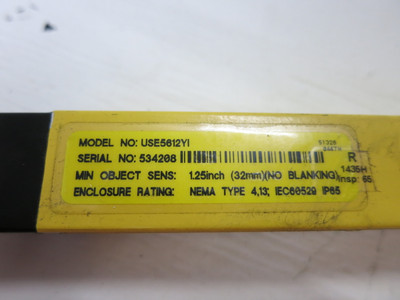 MODEL NO: USE5612YI
SERIAL NO: 534208
MIN OBJECT SENS: 1.25inch (32mm)(NO BLANKING)
ENCLOSURE RATING: NEMA TYPE 4,13; IEC60529 IP65
R
1435H
Insp: 65